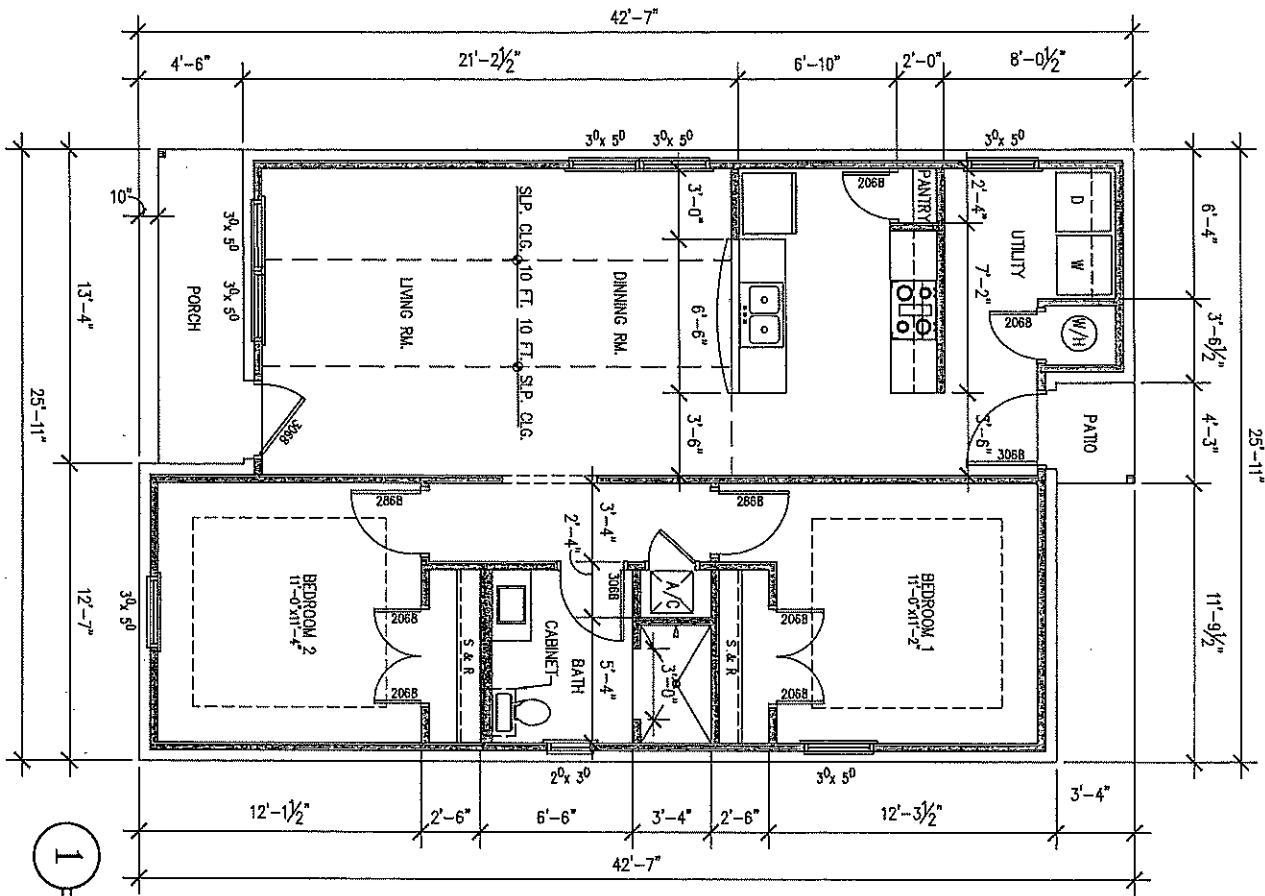 42'-7"
4'-6"
21'-2½"
6'-10"
2'-0"
8'-0½"
3⁰x 5⁰
3⁰x 5⁰
3⁰x 5⁰
10"
13'-4"
25'-11"
12'-7"
PORCH
3⁰x 5⁰
3⁰x 5⁰
LIVING RM.
SLP. CLG.
10 FT.
10 FT.
SLP. CLG.
DINNING RM.
3'-0"
6'-6"
3'-6"
2068
PANTRY
2'-4"
7'-2"
3'-6"
UTILITY
D
W
2068
W/H
3068
PATIO
6'-4"
3'-6½"
4'-3"
25'-11"
11'-9½"
3068
2868
2868
3'-4"
2'-4"
3068
A/C
BEDROOM 2
11'-0"x11'-4"
2068
2068
S & R
CABINET
BATH
5'-4"
3'-0"
S & R
2068
2068
BEDROOM 1
11'-0"x11'-2"
3⁰x 5⁰
2⁰x 3⁰
3⁰x 5⁰
12'-1½"
2'-6"
6'-6"
3'-4"
2'-6"
12'-3½"
3'-4"
42'-7"
1